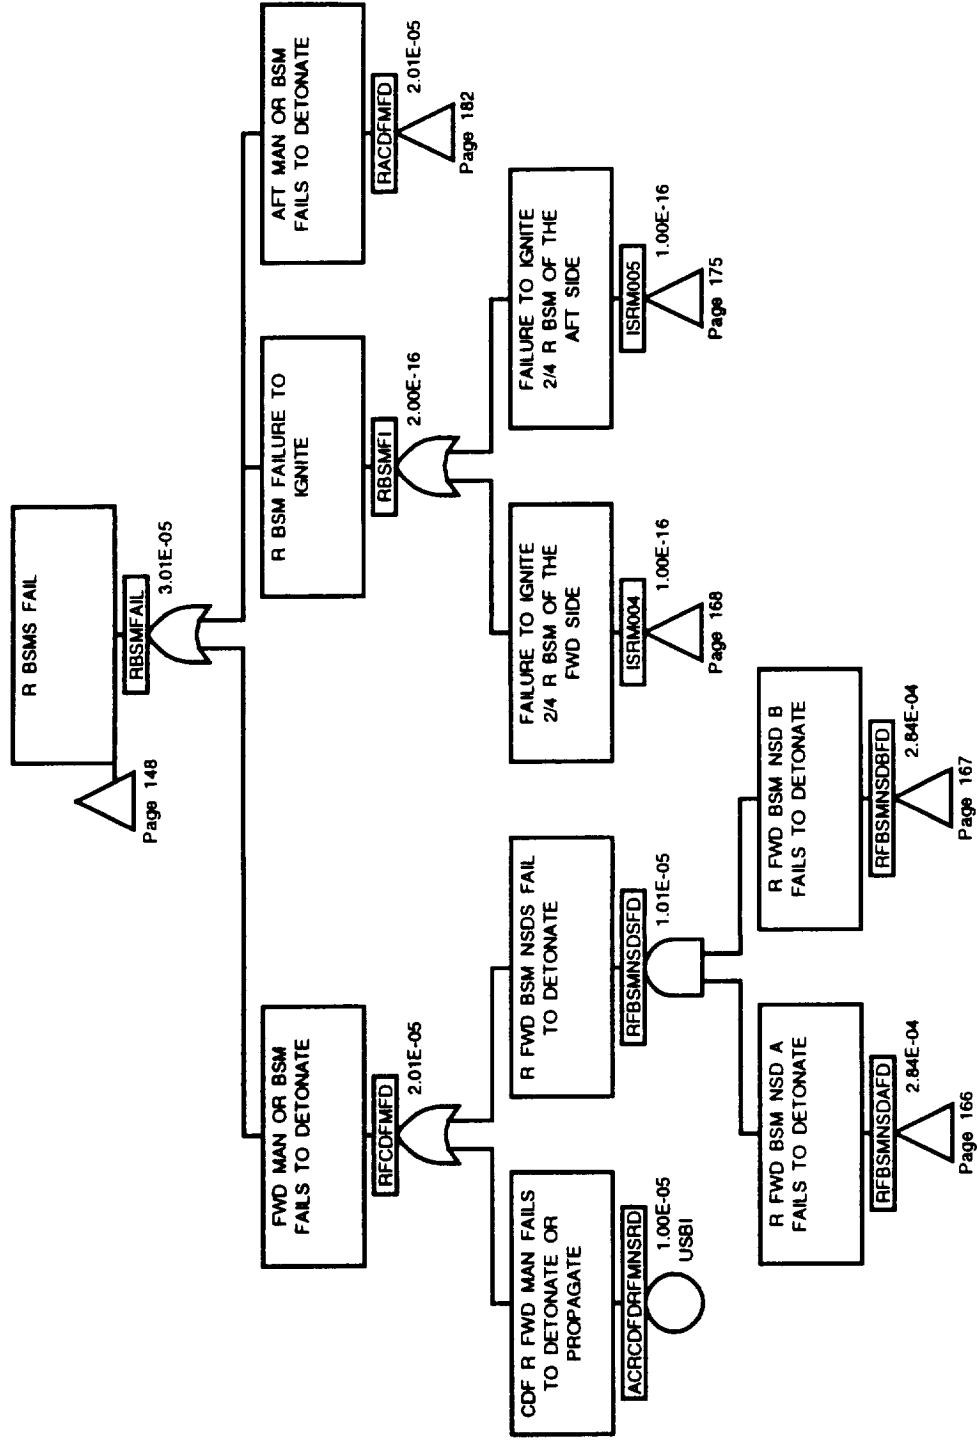 R BSMS FAIL
RBSMFAIL
3.01E-05
Page 148
FWD MAN OR BSM
FAILS TO DETONATE
RFCDFMFD
2.01E-05
R BSM FAILURE TO
IGNITE
RBSMFI
2.00E-16
AFT MAN OR BSM
FAILS TO DETONATE
RACDFMFD
2.01E-05
Page 182
CDF R FWD MAN FAILS
TO DETONATE OR
PROPAGATE
ACRCDFDRFMNSRD
1.00E-05
USBI
R FWD BSM NSDS FAIL
TO DETONATE
RFBSMNSDSFD
1.01E-05
FAILURE TO IGNITE
2/4 R BSM OF THE
FWD SIDE
ISRM004
1.00E-16
Page 168
FAILURE TO IGNITE
2/4 R BSM OF THE
AFT SIDE
ISRM005
1.00E-16
Page 175
R FWD BSM NSD A
FAILS TO DETONATE
RFBSMNSDAFD
2.84E-04
Page 166
R FWD BSM NSD B
FAILS TO DETONATE
RFBSMNSDBFD
2.84E-04
Page 167